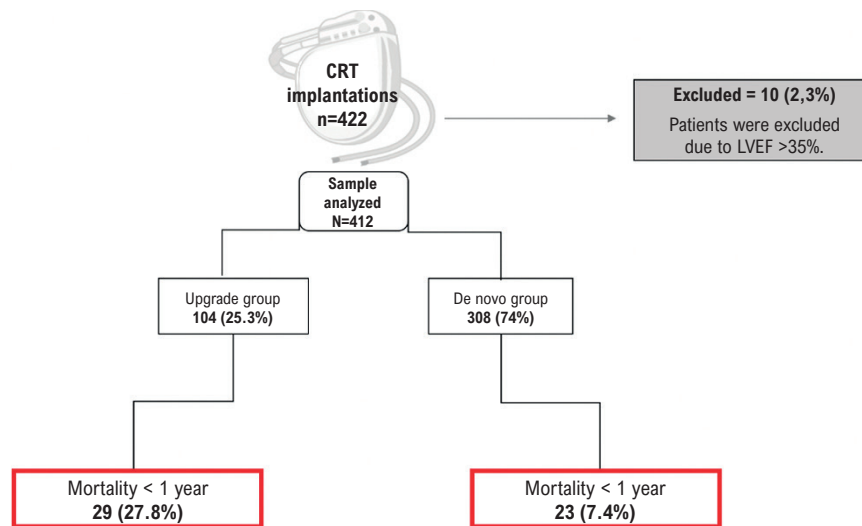 CRT
implantations
n=422
Excluded = 10 (2,3%)
Patients were excluded
due to LVEF >35%.
Sample
analyzed
N=412
Upgrade group
104 (25.3%)
De novo group
308 (74%)
Mortality < 1 year
29 (27.8%)
Mortality < 1 year
23 (7.4%)